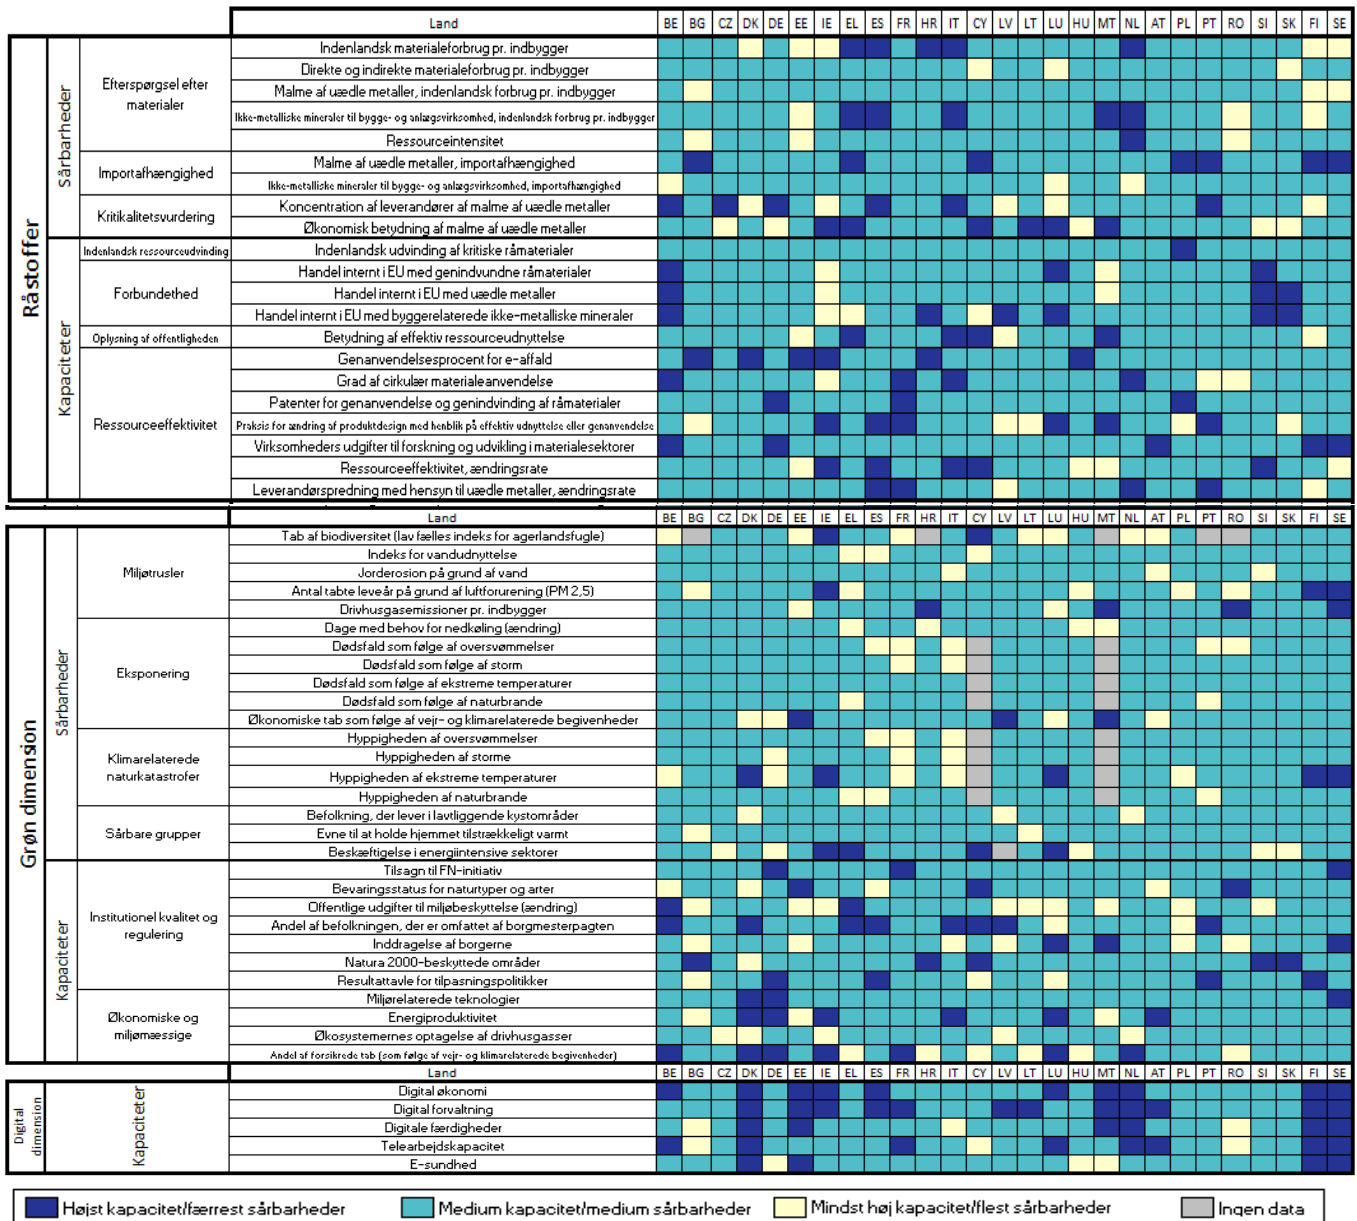 Land BE BG CZ DK DE EE IE EL ES FR HR IT CY LV LT LU HU MT NL AT PL PT RO SI SK FI SE
Råstoffer
Sårbarheder
Efterspørgsel efter
materialer
Indenlandsk materialeforbrug pr. indbygger
Direkte og indirekte materialeforbrug pr. indbygger
Malme af uædle metaller, indenlandsk forbrug pr. indbygger
Ikke-metalliske mineraler til bygge- og anlægsvirksomhed, indenlandsk forbrug pr. indbygger
Ressourceintensitet
Importafhængighed
Malme af uædle metaller, importafhængighed
Ikke-metalliske mineraler til bygge- og anlægsvirksomhed, importafhængighed
Kritikalitetsvurdering
Koncentration af leverandører af malme af uædle metaller
Økonomisk betydning af malme af uædle metaller
Kapaciteter
Indenlandsk ressourceudvinding
Indenlandsk udvinding af kritiske råmaterialer
Forbundethed
Handel internt i EU med genindvundne råmaterialer
Handel internt i EU med uædle metaller
Handel internt i EU med byggerelaterede ikke-metalliske mineraler
Oplysning af offentligheden
Betydning af effektiv ressourceudnyttelse
Ressourceeffektivitet
Genanvendelsesprocent for e-affald
Grad af cirkulær materialeanvendelse
Patenter for genanvendelse og genindvinding af råmaterialer
Praksis for ændring af produktdesign med henblik på effektiv udnyttelse eller genanvendelse
Virksomheders udgifter til forskning og udvikling i materialesektorer
Ressourceeffektivitet, ændringsrate
Leverandørspredning med hensyn til uædle metaller, ændringsrate
Land BE BG CZ DK DE EE IE EL ES FR HR IT CY LV LT LU HU MT NL AT PL PT RO SI SK FI SE
Grøn dimension
Sårbarheder
Miljøtrusler
Tab af biodiversitet (lav fælles indeks for agerlandsfugle)
Indeks for vandudnyttelse
Jorderosion på grund af vand
Antal tabte leveår på grund af luftforurening (PM 2,5)
Drivhusgasemissioner pr. indbygger
Eksponering
Dage med behov for nedkøling (ændring)
Dødsfald som følge af oversvømmelser
Dødsfald som følge af storm
Dødsfald som følge af ekstreme temperaturer
Dødsfald som følge af naturbrande
Økonomiske tab som følge af vejr- og klimarelaterede begivenheder
Klimarelaterede
naturkatastrofer
Hyppigheden af oversvømmelser
Hyppigheden af storme
Hyppigheden af ekstreme temperaturer
Hyppigheden af naturbrande
Sårbare grupper
Befolkning, der lever i lavtliggende kystområder
Evne til at holde hjemmet tilstrækkeligt varmt
Beskæftigelse i energiintensive sektorer
Kapaciteter
Institutionel kvalitet og
regulering
Tilsagn til FN-initiativ
Bevaringsstatus for naturtyper og arter
Offentlige udgifter til miljøbeskyttelse (ændring)
Andel af befolkningen, der er omfattet af borgmesterpagten
Inddragelse af borgerne
Natura 2000-beskyttede områder
Resultattavle for tilpasningspolitikker
Økonomiske og
miljømæssige
Miljørelaterede teknologier
Energiproduktivitet
Økosystemernes optagelse af drivhusgasser
Andel af forsikrede tab (som følge af vejr- og klimarelaterede begivenheder)
Land BE BG CZ DK DE EE IE EL ES FR HR IT CY LV LT LU HU MT NL AT PL PT RO SI SK FI SE
Digital
dimension
Kapaciteter
Digital økonomi
Digital forvaltning
Digitale færdigheder
Telearbejdskapacitet
E-sundhed
Højst kapacitet/færrest sårbarheder Medium kapacitet/medium sårbarheder Mindst høj kapacitet/flest sårbarheder Ingen data